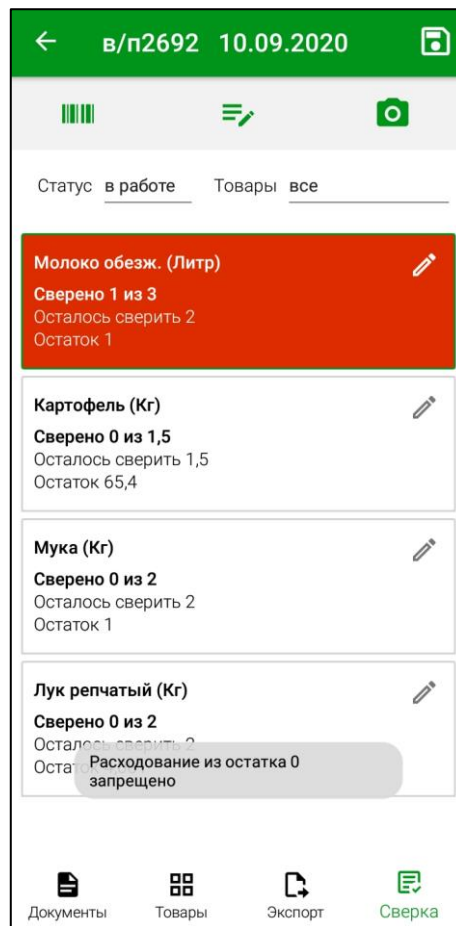 в/п2692 10.09.2020
Статус в работе Товары все
Молоко обезж. (Литр)
Сверено 1 из 3
Осталось сверить 2
Остаток 1
Картофель (Кг)
Сверено 0 из 1,5
Осталось сверить 1,5
Остаток 65,4
Мука (Кг)
Сверено 0 из 2
Осталось сверить 2
Остаток 1
Лук репчатый (Кг)
Сверено 0 из 2
Осталось сверить 2
Расходование из остатка 0
запрещено
Документы Товары Экспорт Сверка